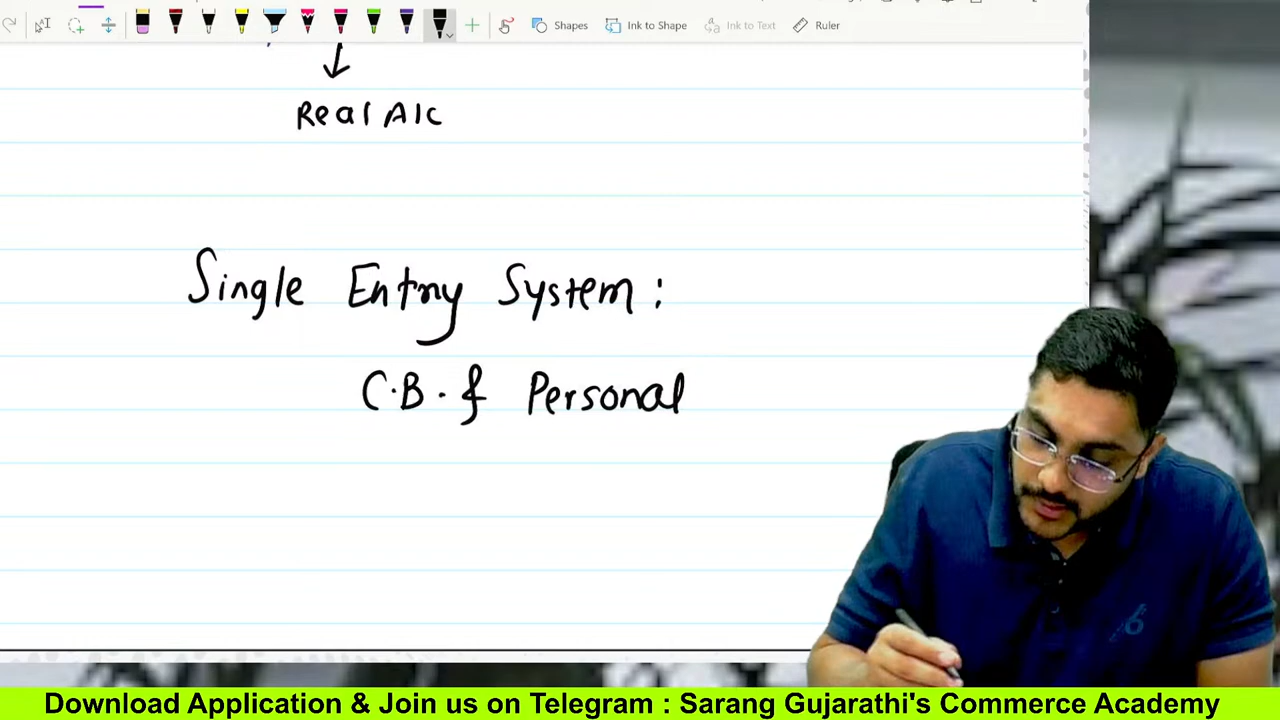 Shapes Ink to Shape Ink to Text Ruler
Real A/c
Single Entry System :
C.B. & Personal
Download Application & Join us on Telegram : Sarang Gujarathi's Commerce Academy